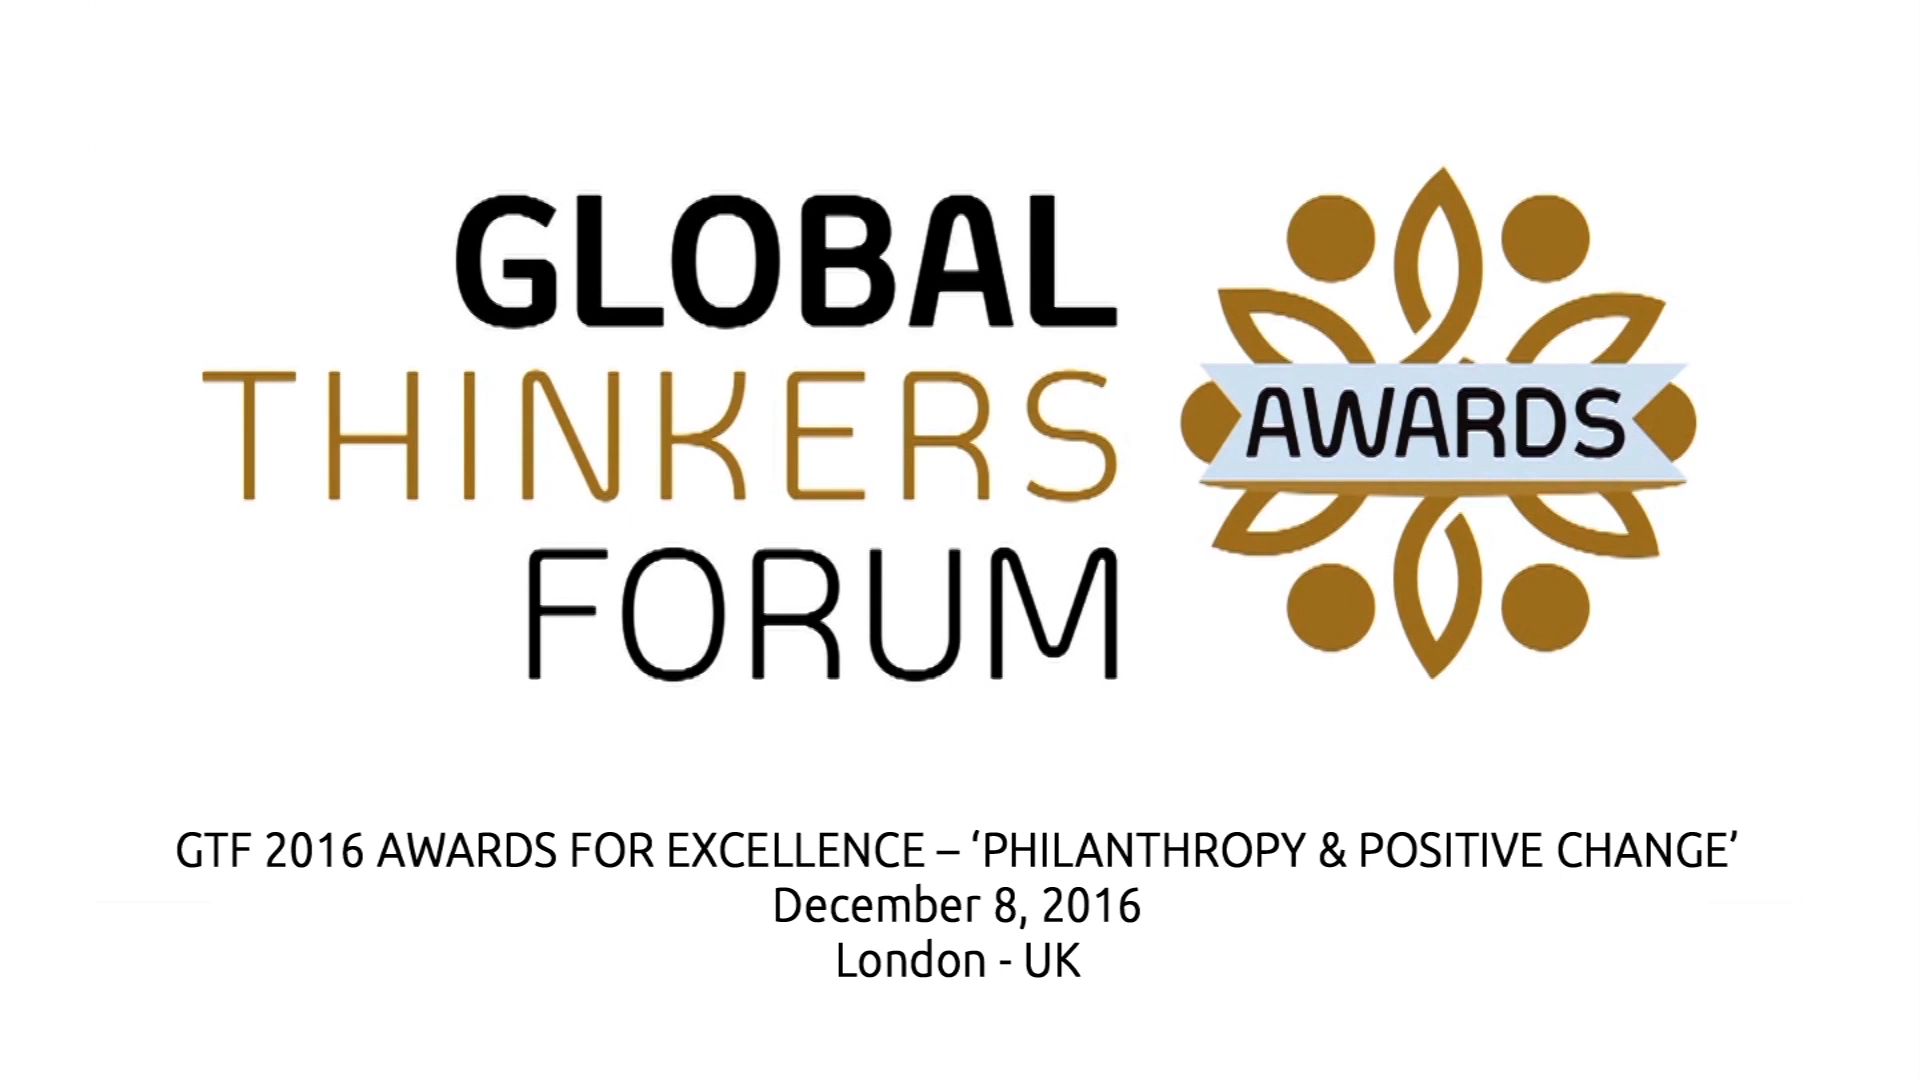 GLOBAL
THINKERS
FORUM
AWARDS
GTF 2016 AWARDS FOR EXCELLENCE – ‘PHILANTHROPY & POSITIVE CHANGE’
December 8, 2016
London - UK